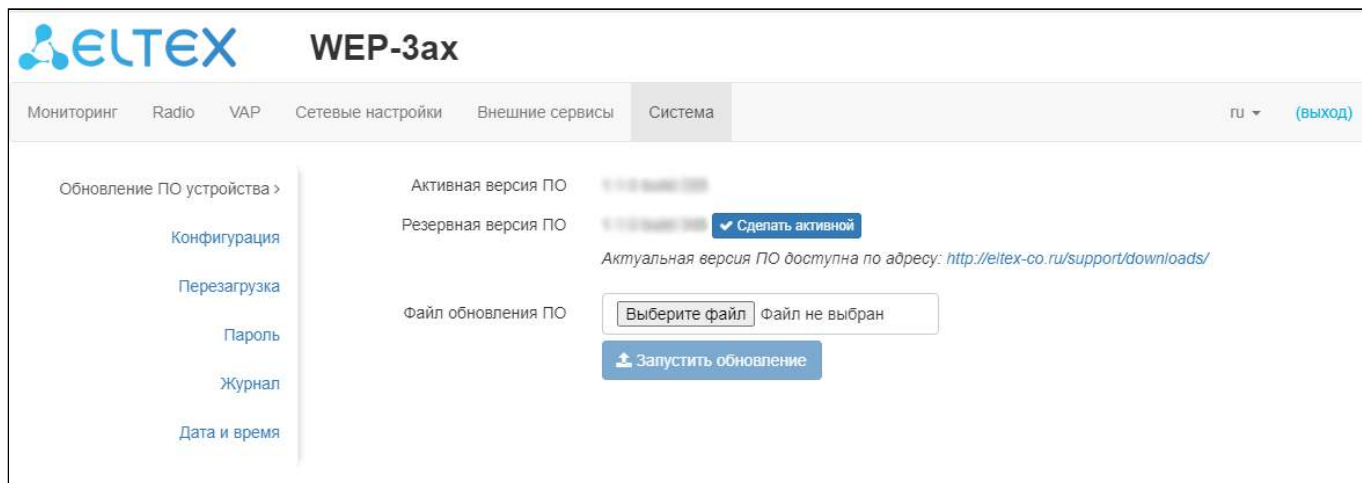 ELTEX WEP-3ax
Мониторинг Radio VAP Сетевые настройки Внешние сервисы Система ru (выход)
Обновление ПО устройства >
Конфигурация
Перезагрузка
Пароль
Журнал
Дата и время
Активная версия ПО
Резервная версия ПО Сделать активной
Актуальная версия ПО доступна по адресу: http://eltex-co.ru/support/downloads/
Файл обновления ПО Выберите файл Файл не выбран
Запустить обновление